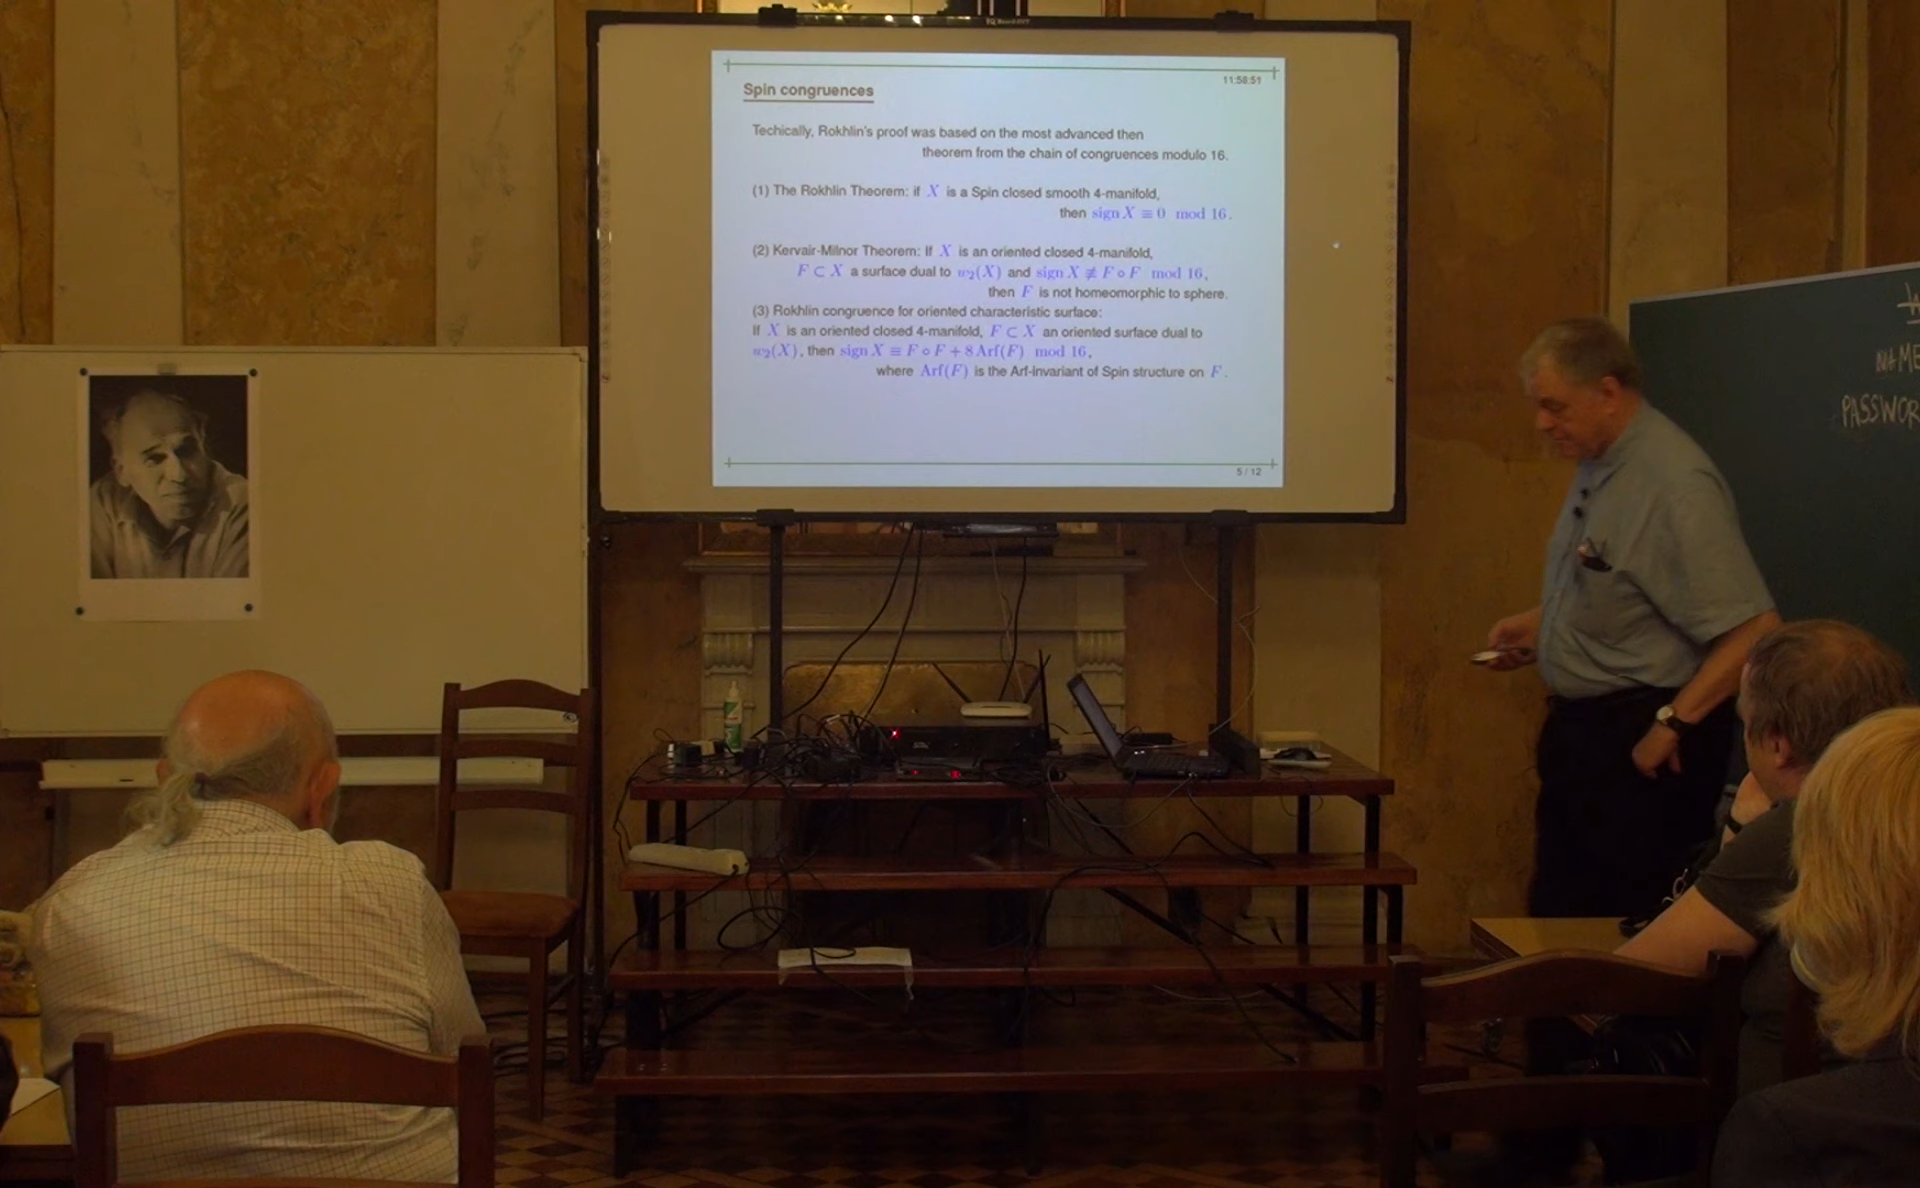 11:58:51
Spin congruences
Techically, Rokhlin's proof was based on the most advanced then
theorem from the chain of congruences modulo 16.
(1) The Rokhlin Theorem: if X is a Spin closed smooth 4-manifold,
then sign X ≡ 0 mod 16.
(2) Kervair-Milnor Theorem: If X is an oriented closed 4-manifold,
F ⊂ X a surface dual to w₂(X) and sign X ≢ F ∘ F mod 16,
then F is not homeomorphic to sphere.
(3) Rokhlin congruence for oriented characteristic surface:
If X is an oriented closed 4-manifold, F ⊂ X an oriented surface dual to
w₂(X), then sign X ≡ F ∘ F + 8 Arf(F) mod 16,
where Arf(F) is the Arf-invariant of Spin structure on F.
5 / 12
NAME
PASSWOR